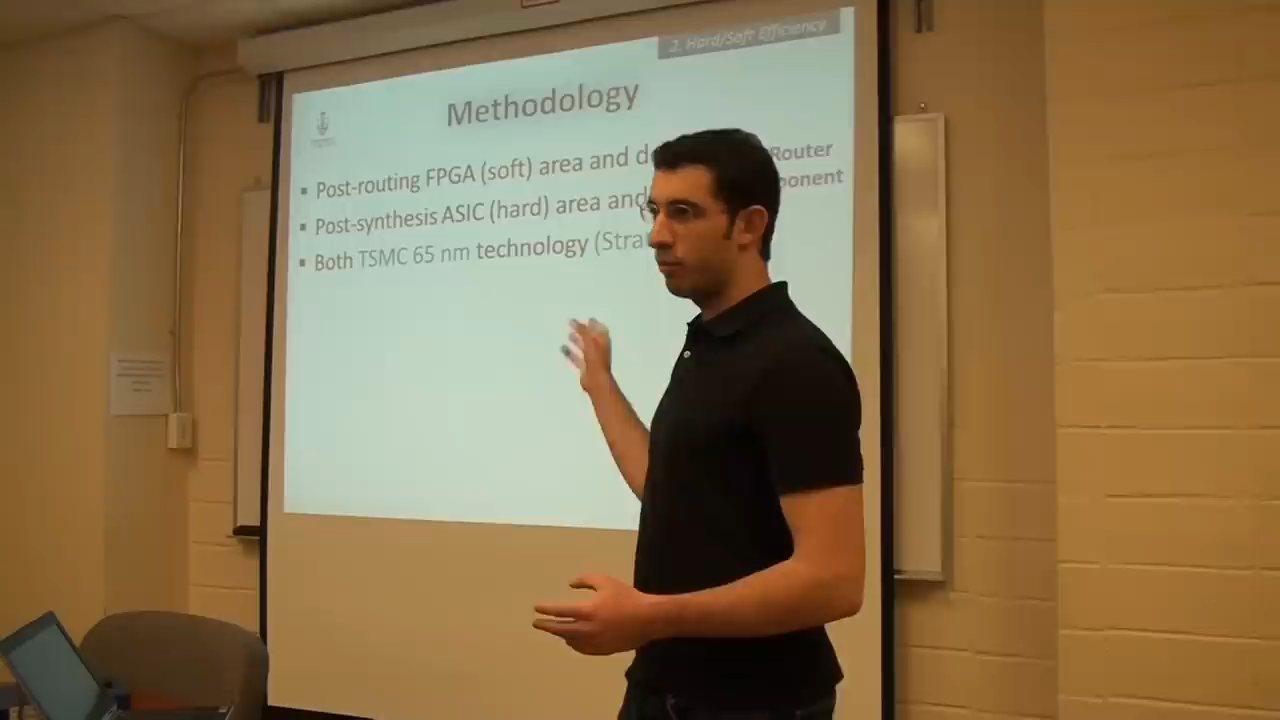 2. Hard/Soft Efficiency
Methodology
▪ Post-routing FPGA (soft) area and d Router
▪ Post-synthesis ASIC (hard) area and ponent
▪ Both TSMC 65 nm technology (Stra